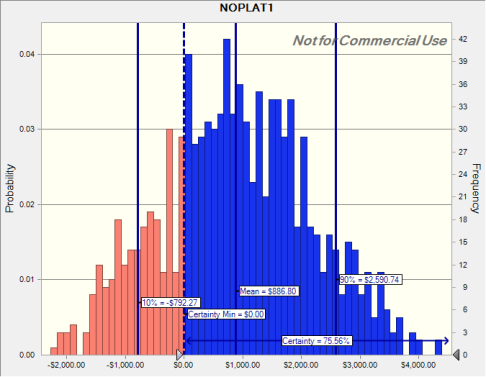 NOPLAT1
Not for Commercial Use
Probability
0.04
0.03
0.02
0.01
0.00
42
39
36
33
30
27
24
21
18
15
12
9
6
3
0
Frequency
90% = $2,590.74
Mean = $886.80
10% = -$792.27
Certainty Min = $0.00
Certainty = 75.56%
-$2,000.00 -$1,000.00 $0.00 $1,000.00 $2,000.00 $3,000.00 $4,000.00